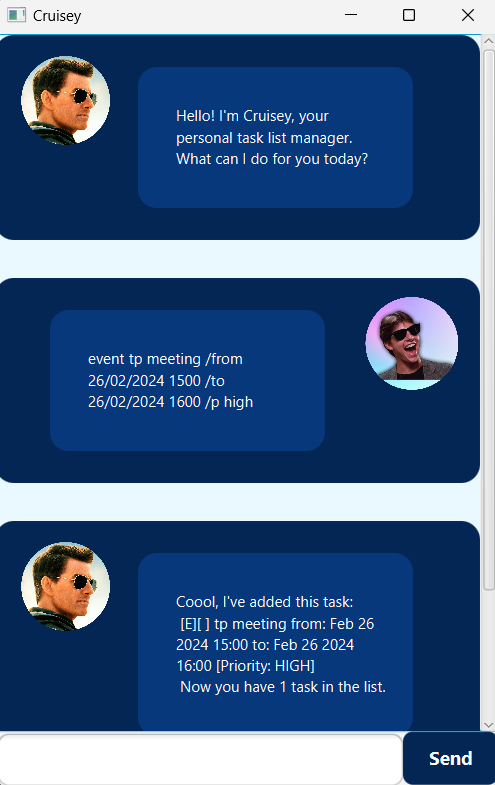 Cruisey
Hello! I'm Cruisey, your
personal task list manager.
What can I do for you today?
event tp meeting /from
26/02/2024 1500 /to
26/02/2024 1600 /p high
Coool, I've added this task:
[E][ ] tp meeting from: Feb 26
2024 15:00 to: Feb 26 2024
16:00 [Priority: HIGH]
Now you have 1 task in the list.
Send